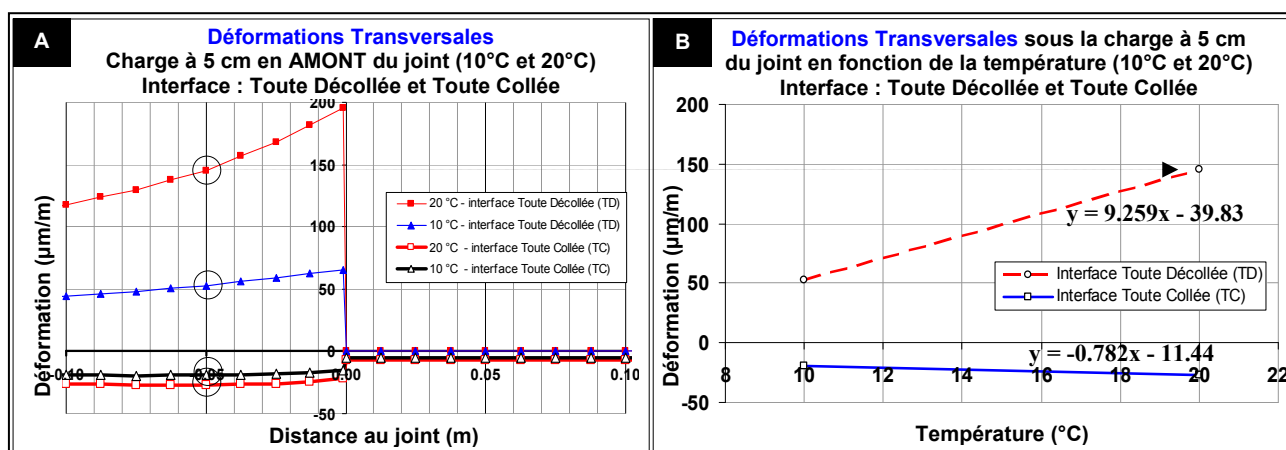 A
Déformations Transversales
Charge à 5 cm en AMONT du joint (10°C et 20°C)
Interface : Toute Décollée et Toute Collée
200
150
100
50
0
-50
Déformation (µm/m)
20 °C - interface Toute Décollée (TD)
10 °C - interface Toute Décollée (TD)
20 °C - interface Toute Collée (TC)
10 °C - interface Toute Collée (TC)
-0.10
-0.05
0.00
0.05
0.10
Distance au joint (m)
B
Déformations Transversales sous la charge à 5 cm
du joint en fonction de la température (10°C et 20°C)
Interface : Toute Décollée et Toute Collée
200
150
100
50
0
-50
Déformation (µm/m)
y = 9.259x - 39.83
Interface Toute Décollée (TD)
Interface Toute Collée (TC)
y = -0.782x - 11.44
8 10 12 14 16 18 20 22
Température (°C)